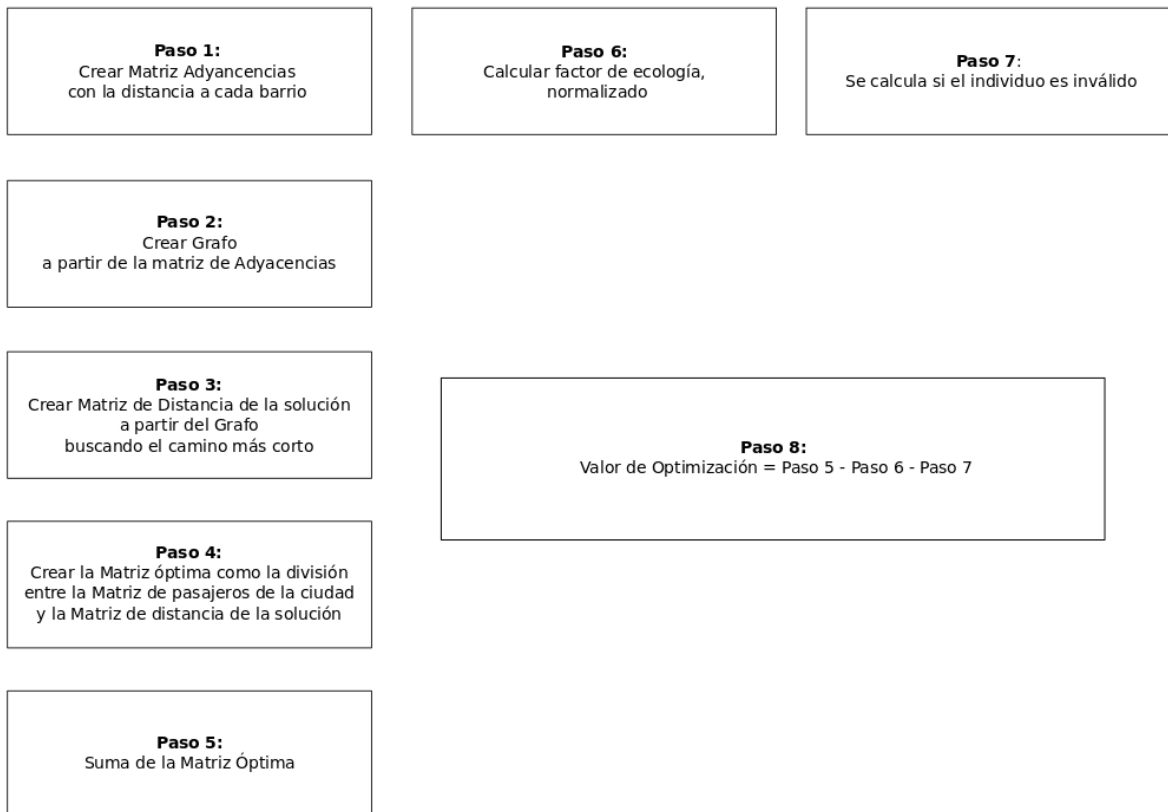 Paso 1:
Crear Matriz Adyancencias
con la distancia a cada barrio
Paso 2:
Crear Grafo
a partir de la matriz de Adyacencias
Paso 3:
Crear Matriz de Distancia de la solución
a partir del Grafo
buscando el camino más corto
Paso 4:
Crear la Matriz óptima como la división
entre la Matriz de pasajeros de la ciudad
y la Matriz de distancia de la solución
Paso 5:
Suma de la Matriz Óptima
Paso 6:
Calcular factor de ecología,
normalizado
Paso 7:
Se calcula si el individuo es inválido
Paso 8:
Valor de Optimización = Paso 5 - Paso 6 - Paso 7